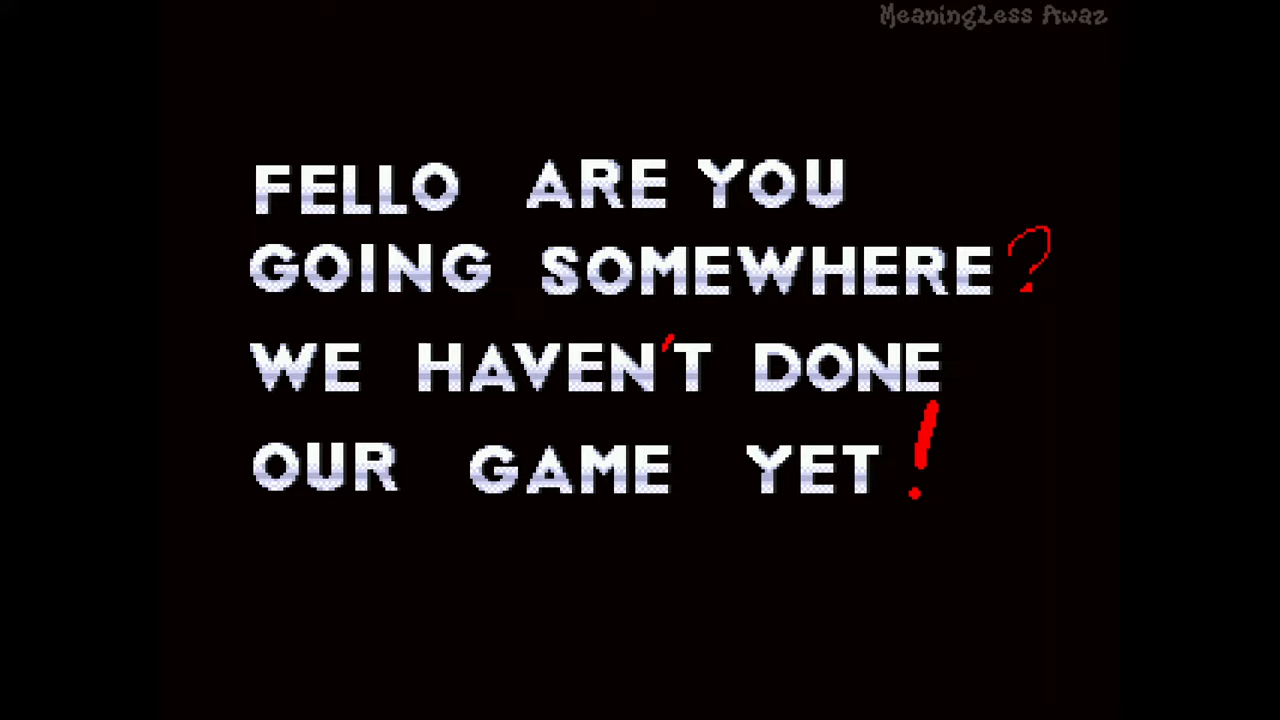 MeaningLess Awaz
FELLO ARE YOU
GOING SOMEWHERE?
WE HAVEN'T DONE
OUR GAME YET!